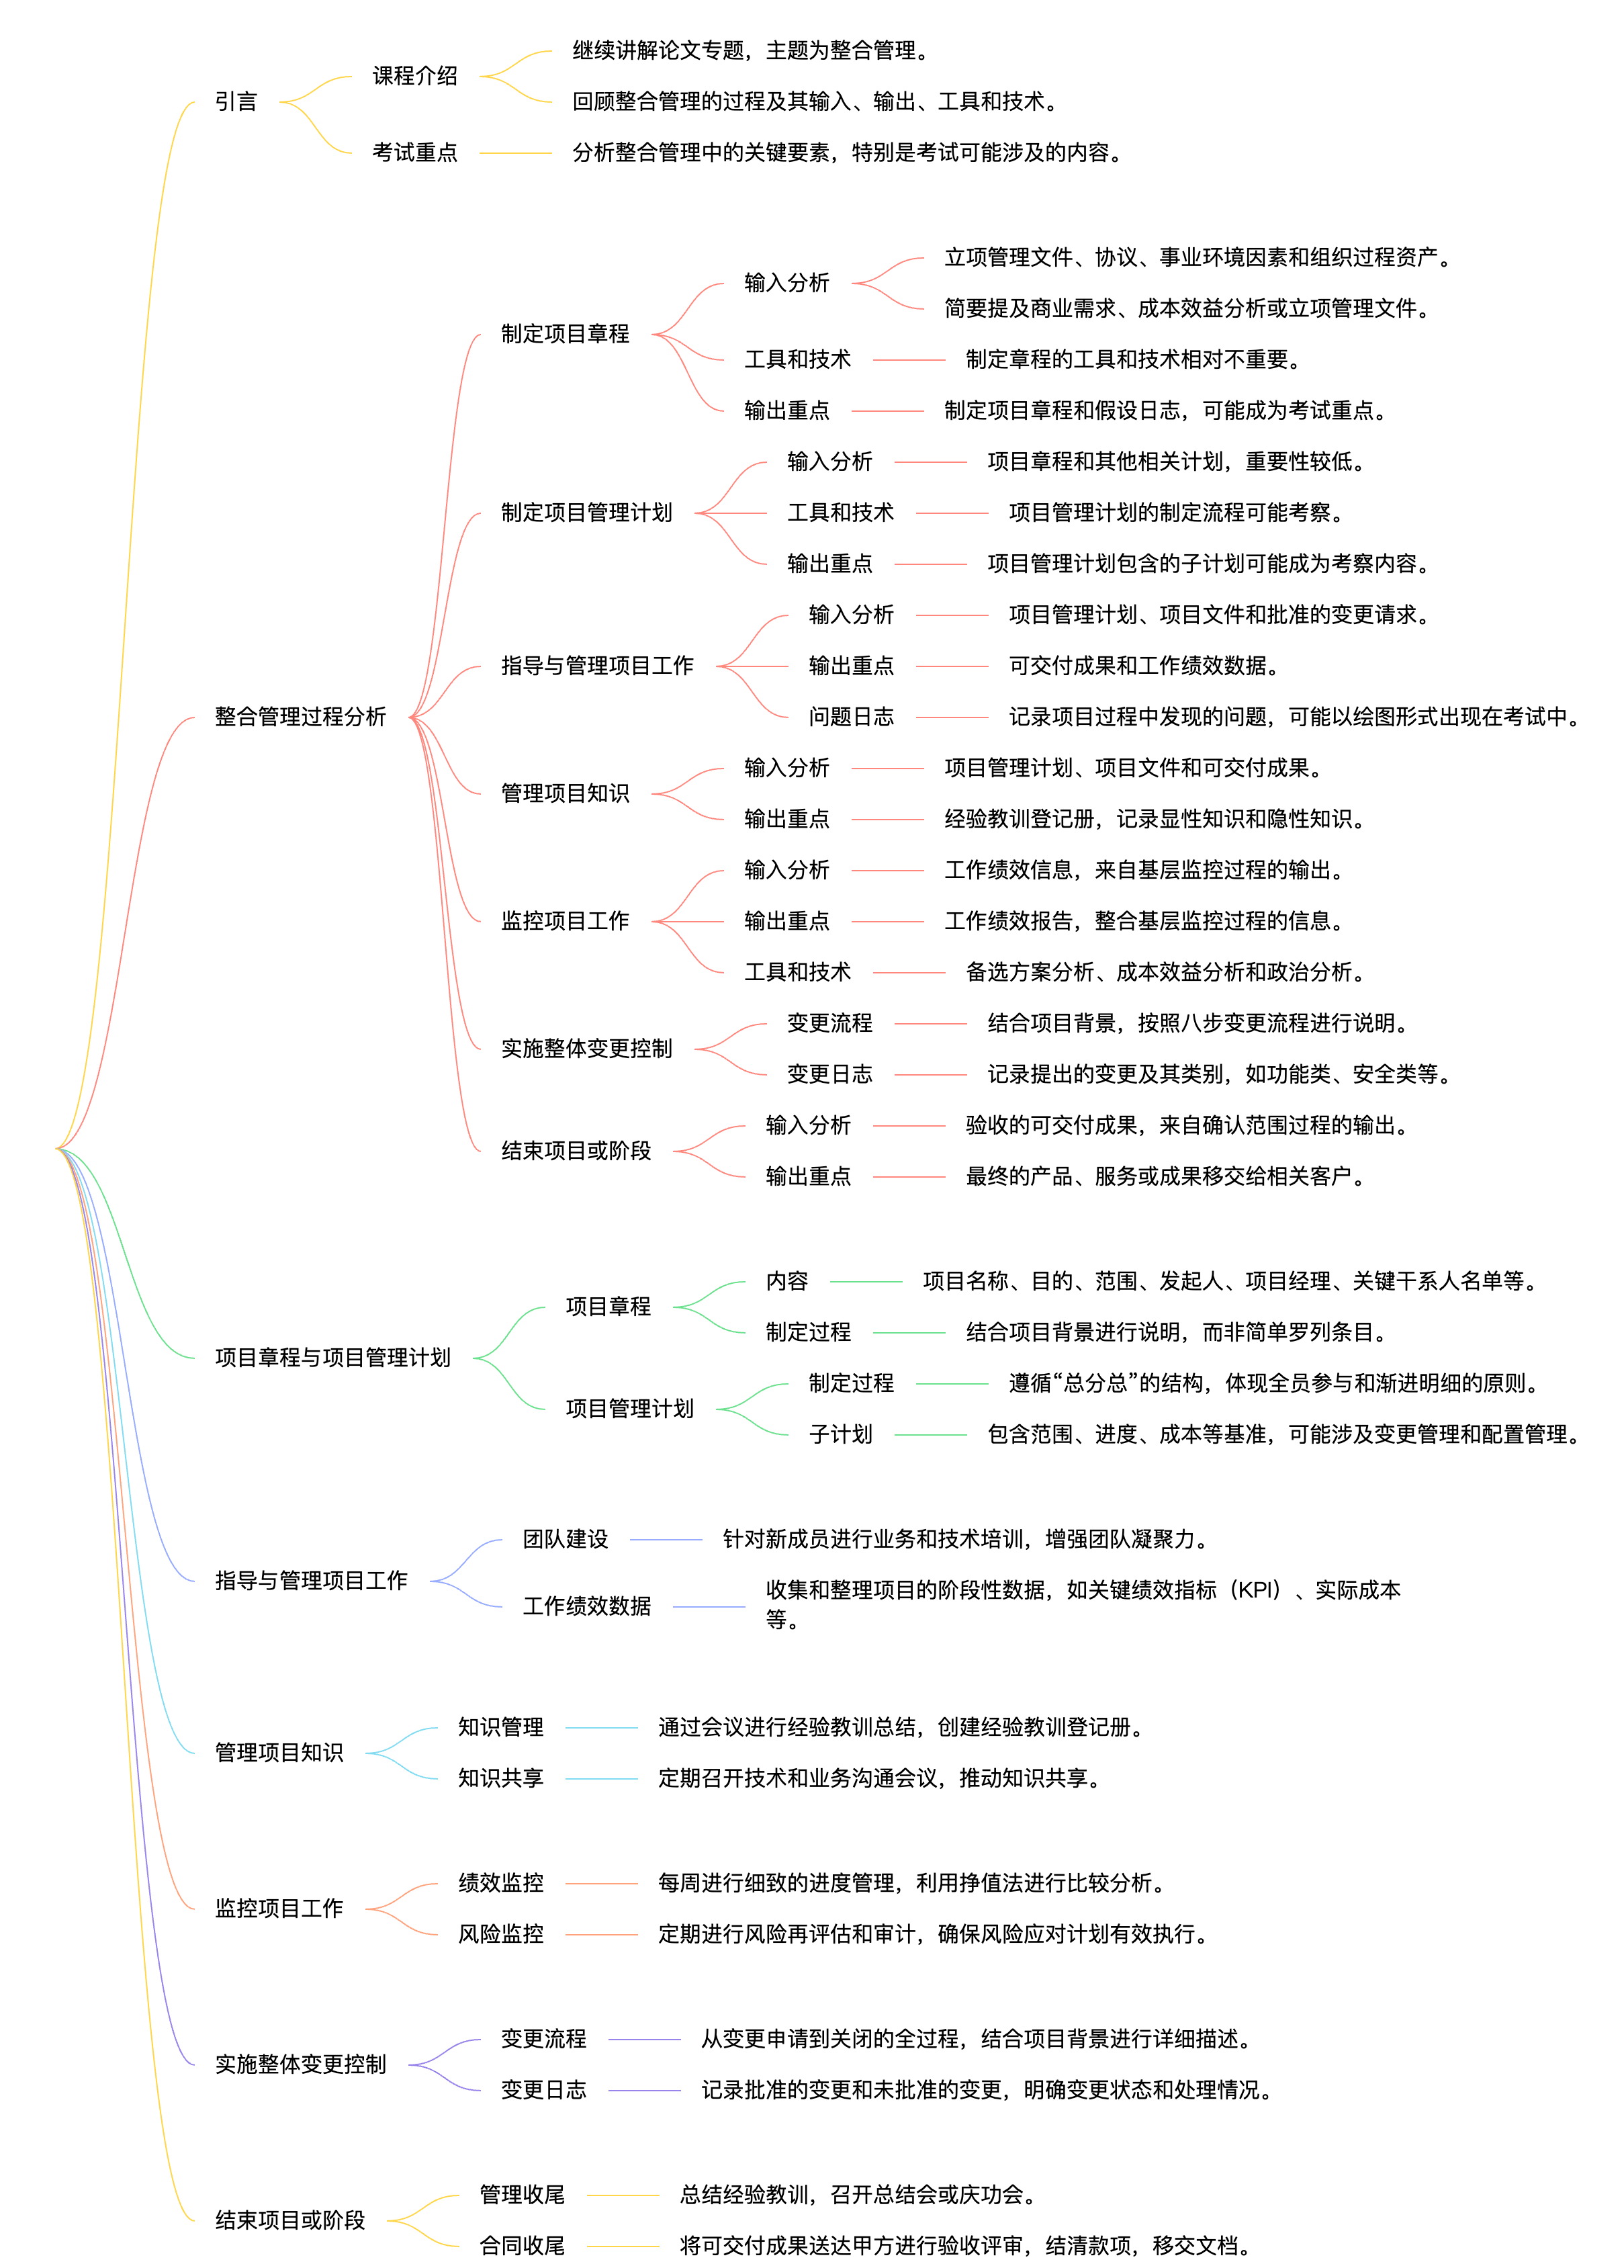 引言
课程介绍
继续讲解论文专题，主题为整合管理。
回顾整合管理的过程及其输入、输出、工具和技术。
考试重点
分析整合管理中的关键要素，特别是考试可能涉及的内容。
整合管理过程分析
制定项目章程
输入分析
立项管理文件、协议、事业环境因素和组织过程资产。
简要提及商业需求、成本效益分析或立项管理文件。
工具和技术
制定章程的工具和技术相对不重要。
输出重点
制定项目章程和假设日志，可能成为考试重点。
制定项目管理计划
输入分析
项目章程和其他相关计划，重要性较低。
工具和技术
项目管理计划的制定流程可能考察。
输出重点
项目管理计划包含的子计划可能成为考察内容。
指导与管理项目工作
输入分析
项目管理计划、项目文件和批准的变更请求。
输出重点
可交付成果和工作绩效数据。
问题日志
记录项目过程中发现的问题，可能以绘图形式出现在考试中。
管理项目知识
输入分析
项目管理计划、项目文件和可交付成果。
输出重点
经验教训登记册，记录显性知识和隐性知识。
监控项目工作
输入分析
工作绩效信息，来自基层监控过程的输出。
输出重点
工作绩效报告，整合基层监控过程的信息。
工具和技术
备选方案分析、成本效益分析和政治分析。
实施整体变更控制
变更流程
结合项目背景，按照八步变更流程进行说明。
变更日志
记录提出的变更及其类别，如功能类、安全类等。
结束项目或阶段
输入分析
验收的可交付成果，来自确认范围过程的输出。
输出重点
最终的产品、服务或成果移交给相关客户。
项目章程与项目管理计划
项目章程
内容
项目名称、目的、范围、发起人、项目经理、关键干系人名单等。
制定过程
结合项目背景进行说明，而非简单罗列条目。
项目管理计划
制定过程
遵循“总分总”的结构，体现全员参与和渐进明细的原则。
子计划
包含范围、进度、成本等基准，可能涉及变更管理和配置管理。
指导与管理项目工作
团队建设
针对新成员进行业务和技术培训，增强团队凝聚力。
工作绩效数据
收集和整理项目的阶段性数据，如关键绩效指标（KPI）、实际成本
等。
管理项目知识
知识管理
通过会议进行经验教训总结，创建经验教训登记册。
知识共享
定期召开技术和业务沟通会议，推动知识共享。
监控项目工作
绩效监控
每周进行细致的进度管理，利用挣值法进行比较分析。
风险监控
定期进行风险再评估和审计，确保风险应对计划有效执行。
实施整体变更控制
变更流程
从变更申请到关闭的全过程，结合项目背景进行详细描述。
变更日志
记录批准的变更和未批准的变更，明确变更状态和处理情况。
结束项目或阶段
管理收尾
总结经验教训，召开总结会或庆功会。
合同收尾
将可交付成果送达甲方进行验收评审，结清款项，移交文档。